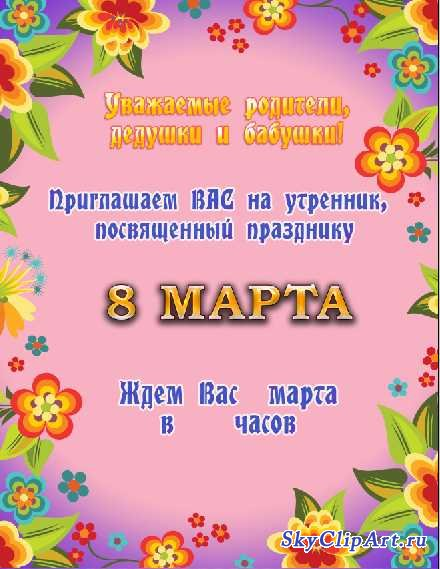 Уважаемые родители,
дедушки и бабушки!
Приглашаем ВАС на утренник,
посвященный празднику
8 МАРТА
Ждем Вас марта
в часов
SkyClipArt.ru